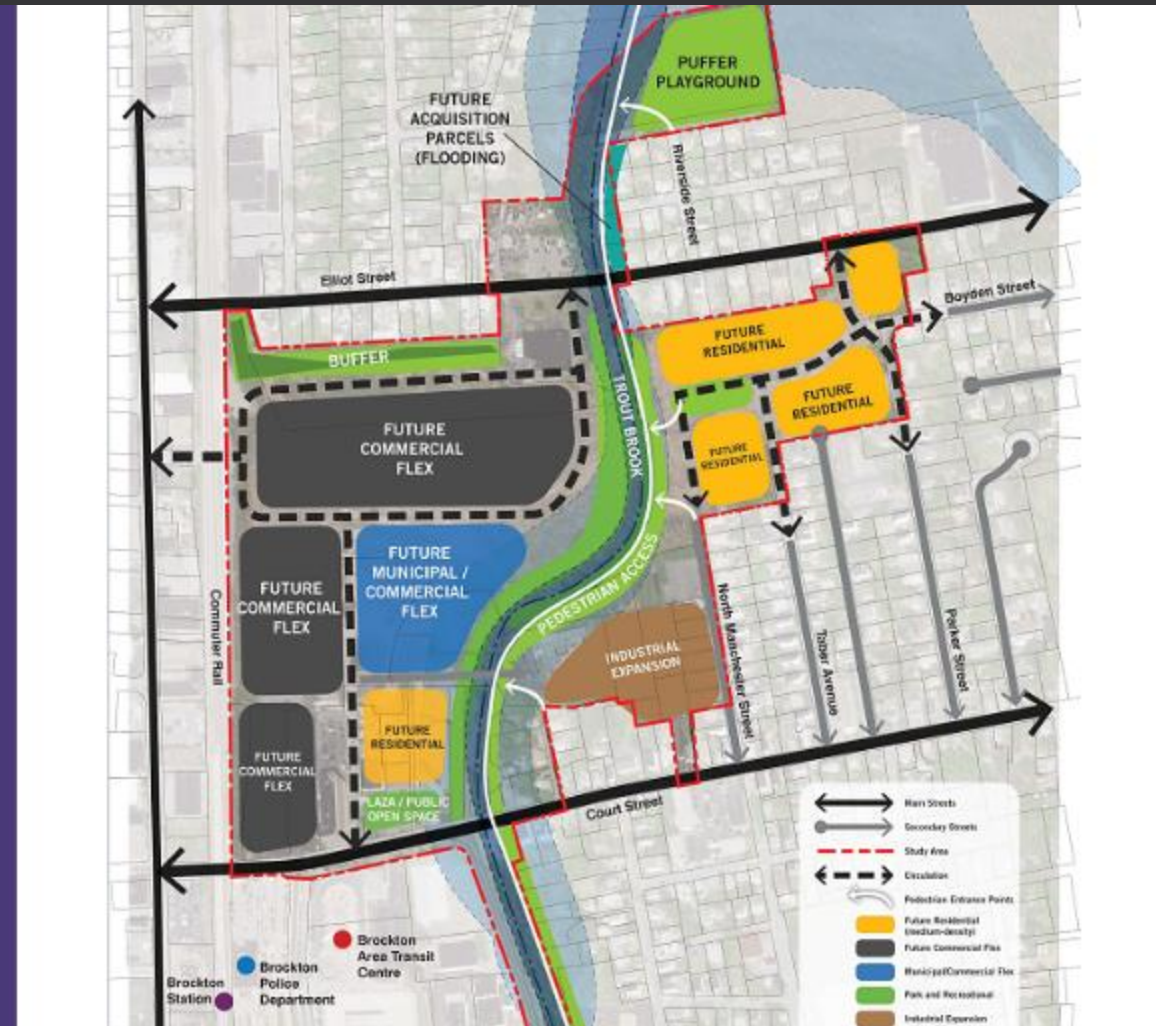 PUFFER
PLAYGROUND
FUTURE
ACQUISITION
PARCELS
(FLOODING)
Riverside Street
Elliot Street
Boyden Street
BUFFER
FUTURE
RESIDENTIAL
FUTURE
RESIDENTIAL
TROUT BROOK
FUTURE
COMMERCIAL
FLEX
FUTURE
RESIDENTIAL
FUTURE
MUNICIPAL /
COMMERCIAL
FLEX
FUTURE
COMMERCIAL
FLEX
PEDESTRIAN ACCESS
Commuter Rail
North Manchester Street
Taber Avenue
Parker Street
INDUSTRIAL
EXPANSION
FUTURE
RESIDENTIAL
FUTURE
COMMERCIAL
FLEX
LAZA / PUBLIC
OPEN SPACE
Court Street
Main Streets
Secondary Streets
Study Area
Circulation
Pedestrian Entrance Points
Future Residential
(medium-density)
Future Commercial Flex
Municipal/Commercial Flex
Park and Recreational
Industrial Expansion
Brockton
Area Transit
Centre
Brockton
Police
Department
Brockton
Station